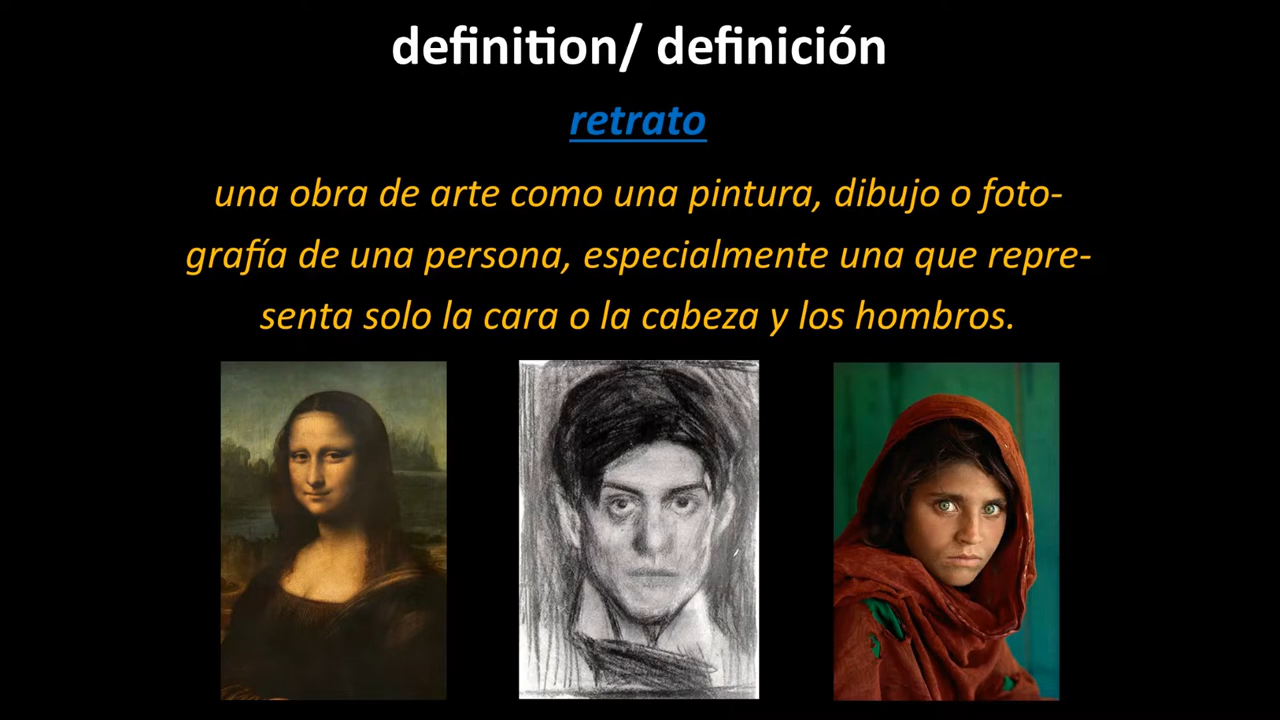 definition/ definición
retrato
una obra de arte como una pintura, dibujo o foto-
grafía de una persona, especialmente una que repre-
senta solo la cara o la cabeza y los hombros.